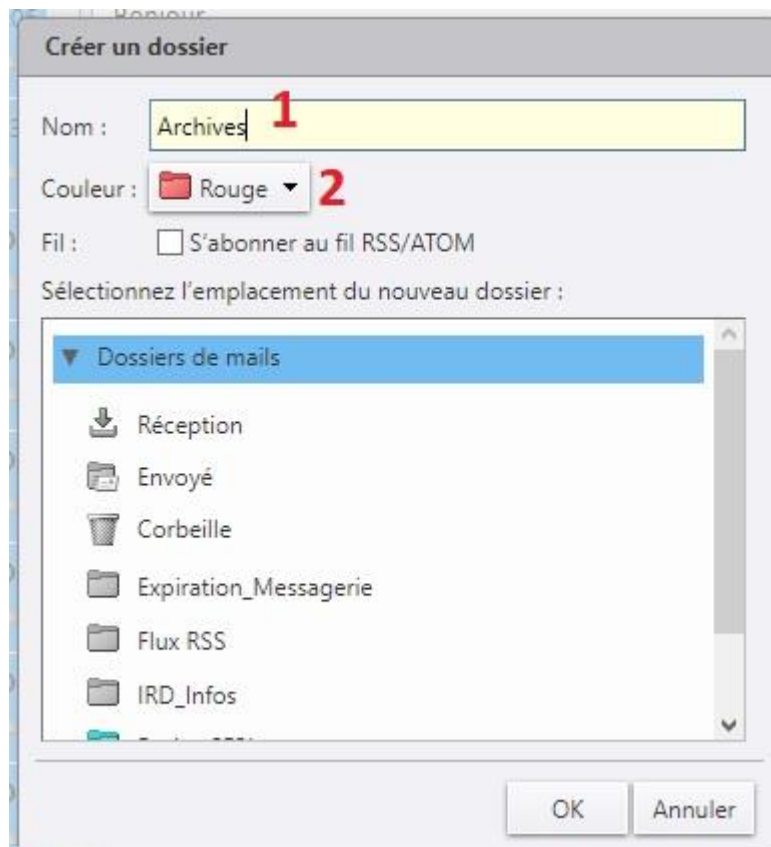 Bonjour
Créer un dossier
Nom : Archives 1
Couleur : Rouge 2
Fil : S'abonner au fil RSS/ATOM
Sélectionnez l'emplacement du nouveau dossier :
Dossiers de mails
Réception
Envoyé
Corbeille
Expiration_Messagerie
Flux RSS
IRD_Infos
OK Annuler